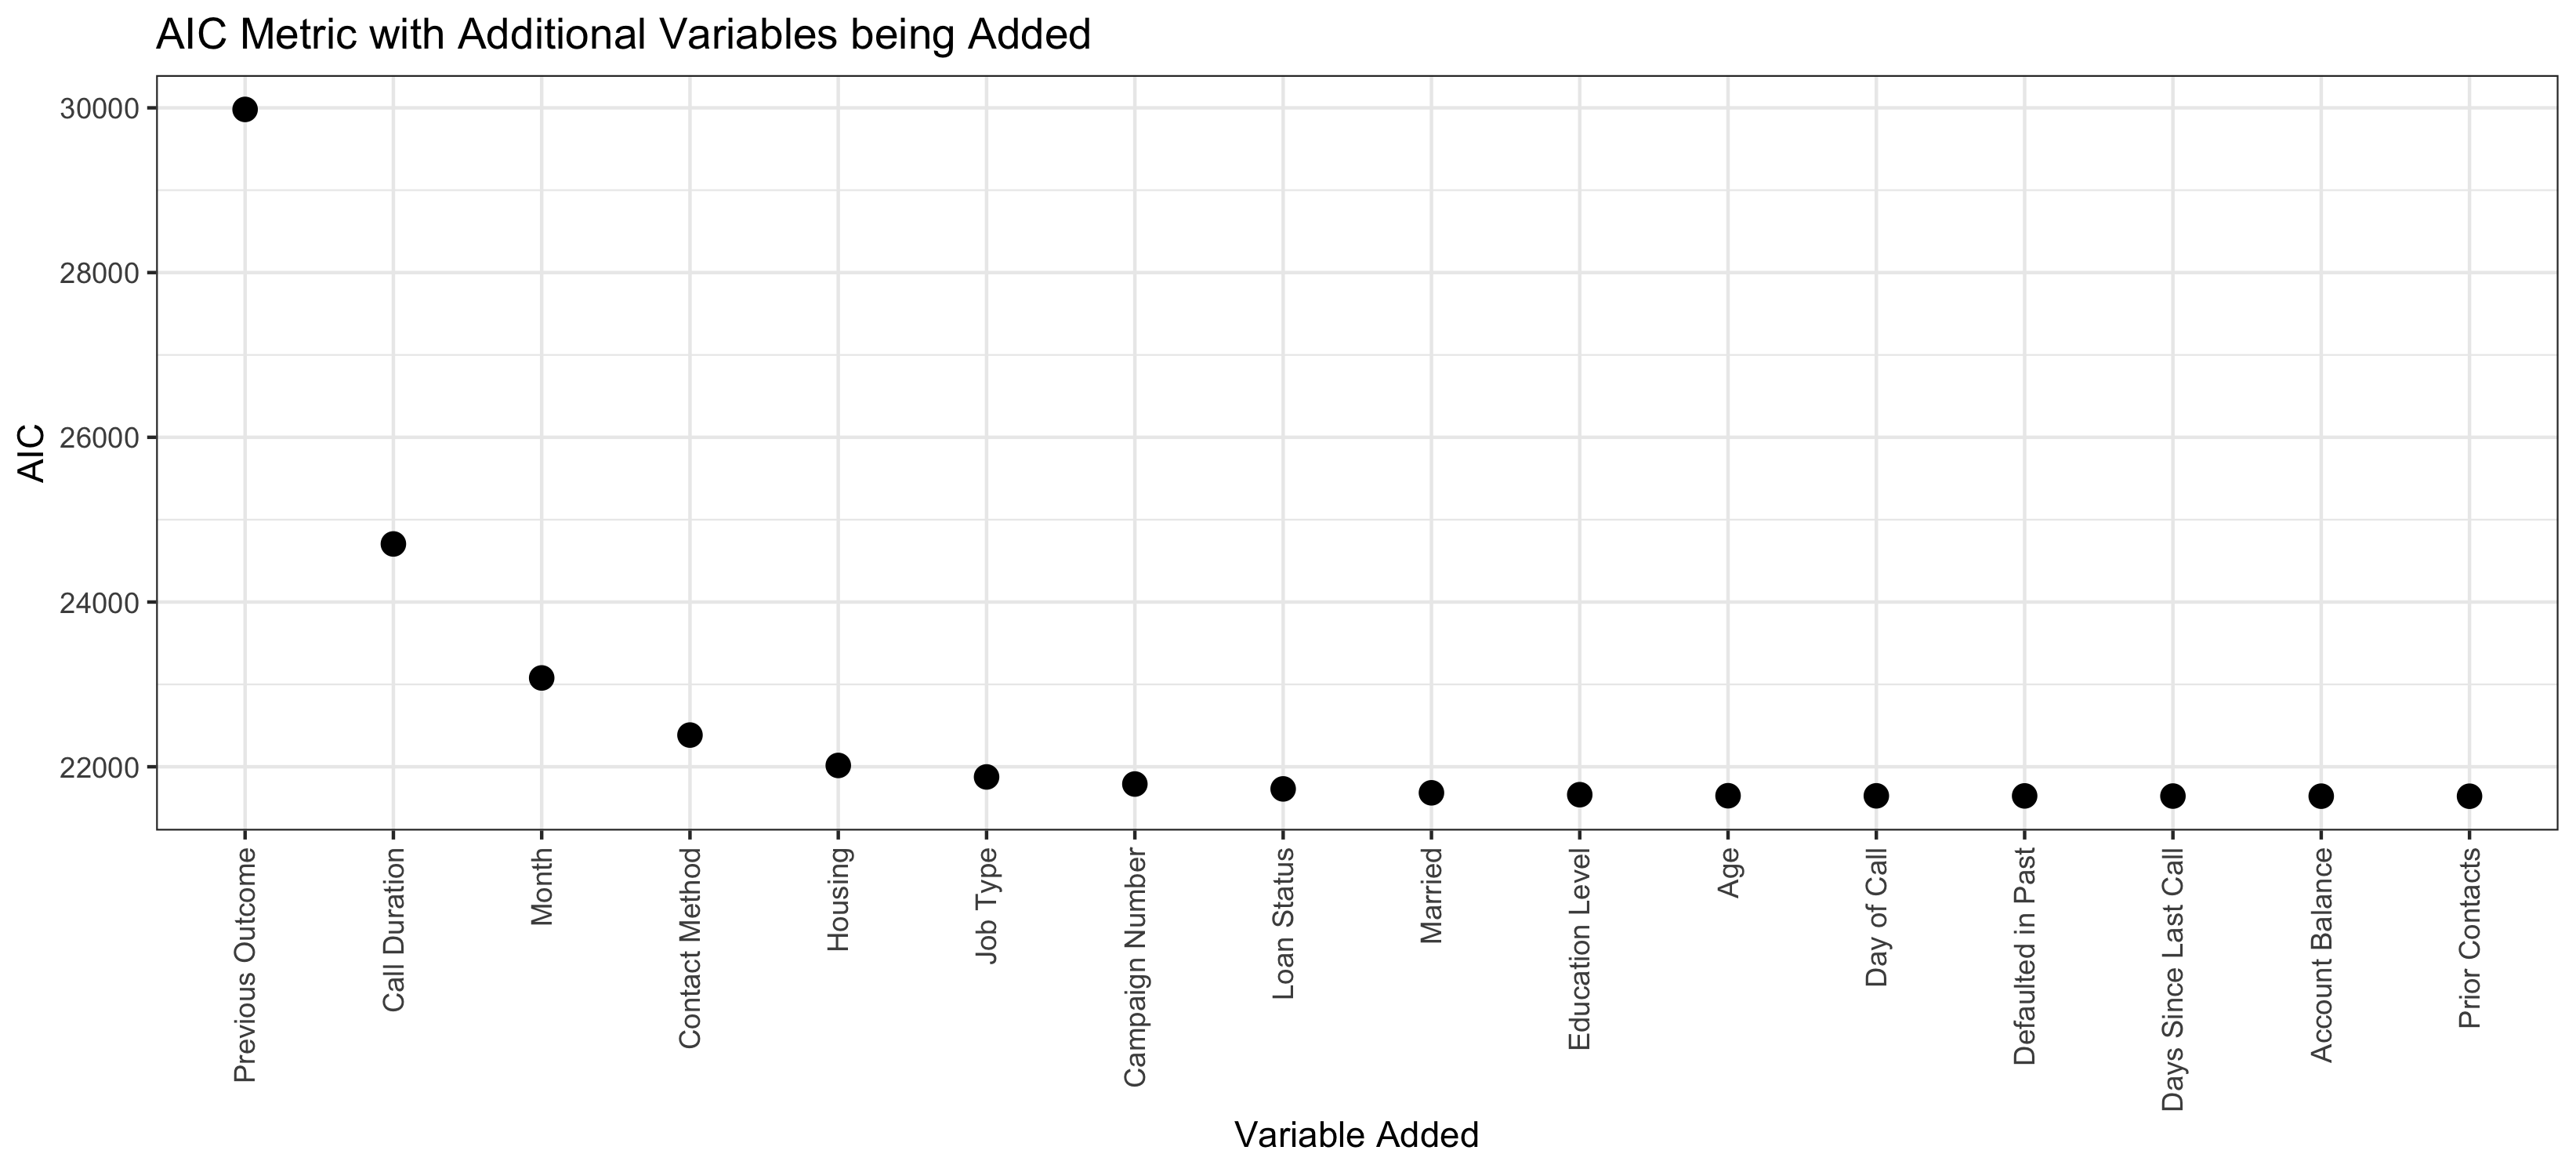 AIC Metric with Additional Variables being Added
30000
28000
26000
24000
22000
AIC
Previous Outcome
Call Duration
Month
Contact Method
Housing
Job Type
Campaign Number
Loan Status
Married
Education Level
Age
Day of Call
Defaulted in Past
Days Since Last Call
Account Balance
Prior Contacts
Variable Added